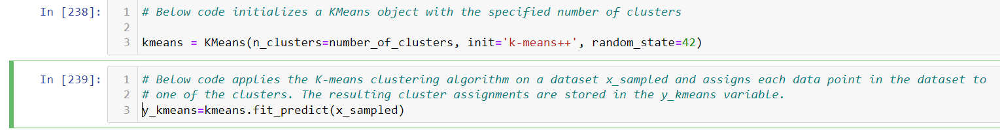 In [238]:
1 # Below code initializes a KMeans object with the specified number of clusters
2
3 kmeans = KMeans(n_clusters=number_of_clusters, init='k-means++', random_state=42)
In [239]:
1 # Below code applies the K-means clustering algorithm on a dataset x_sampled and assigns each data point in the dataset to
2 # one of the clusters. The resulting cluster assignments are stored in the y_kmeans variable.
3 y_kmeans=kmeans.fit_predict(x_sampled)